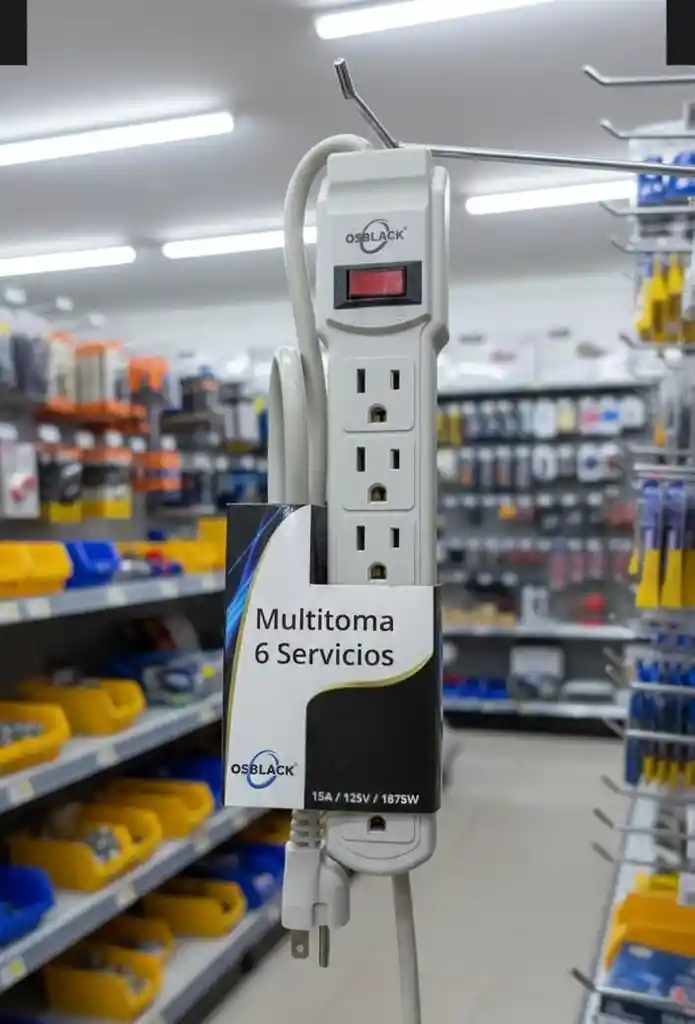 OSBLACK
Multitoma
6 Servicios
OSBLACK
15A / 125V / 1875W